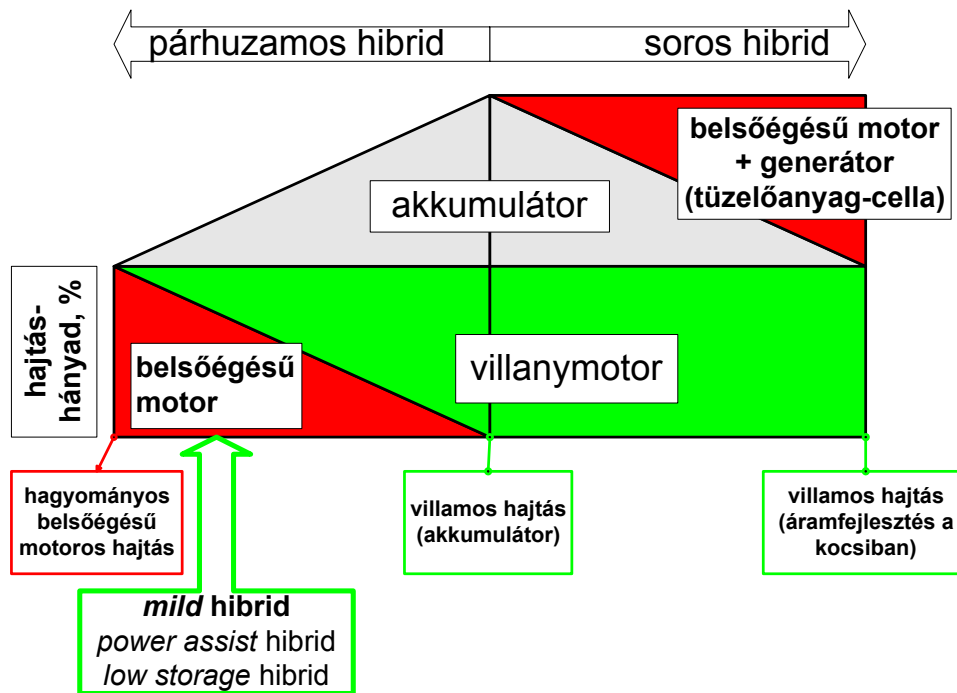 párhuzamos hibrid
soros hibrid
belsőégésű motor
+ generátor
(tüzelőanyag-cella)
akkumulátor
hajtás-
hányad, %
belsőégésű
motor
villanymotor
hagyományos
belsőégésű
motoros hajtás
villamos hajtás
(akkumulátor)
villamos hajtás
(áramfejlesztés a
kocsiban)
mild hibrid
power assist hibrid
low storage hibrid